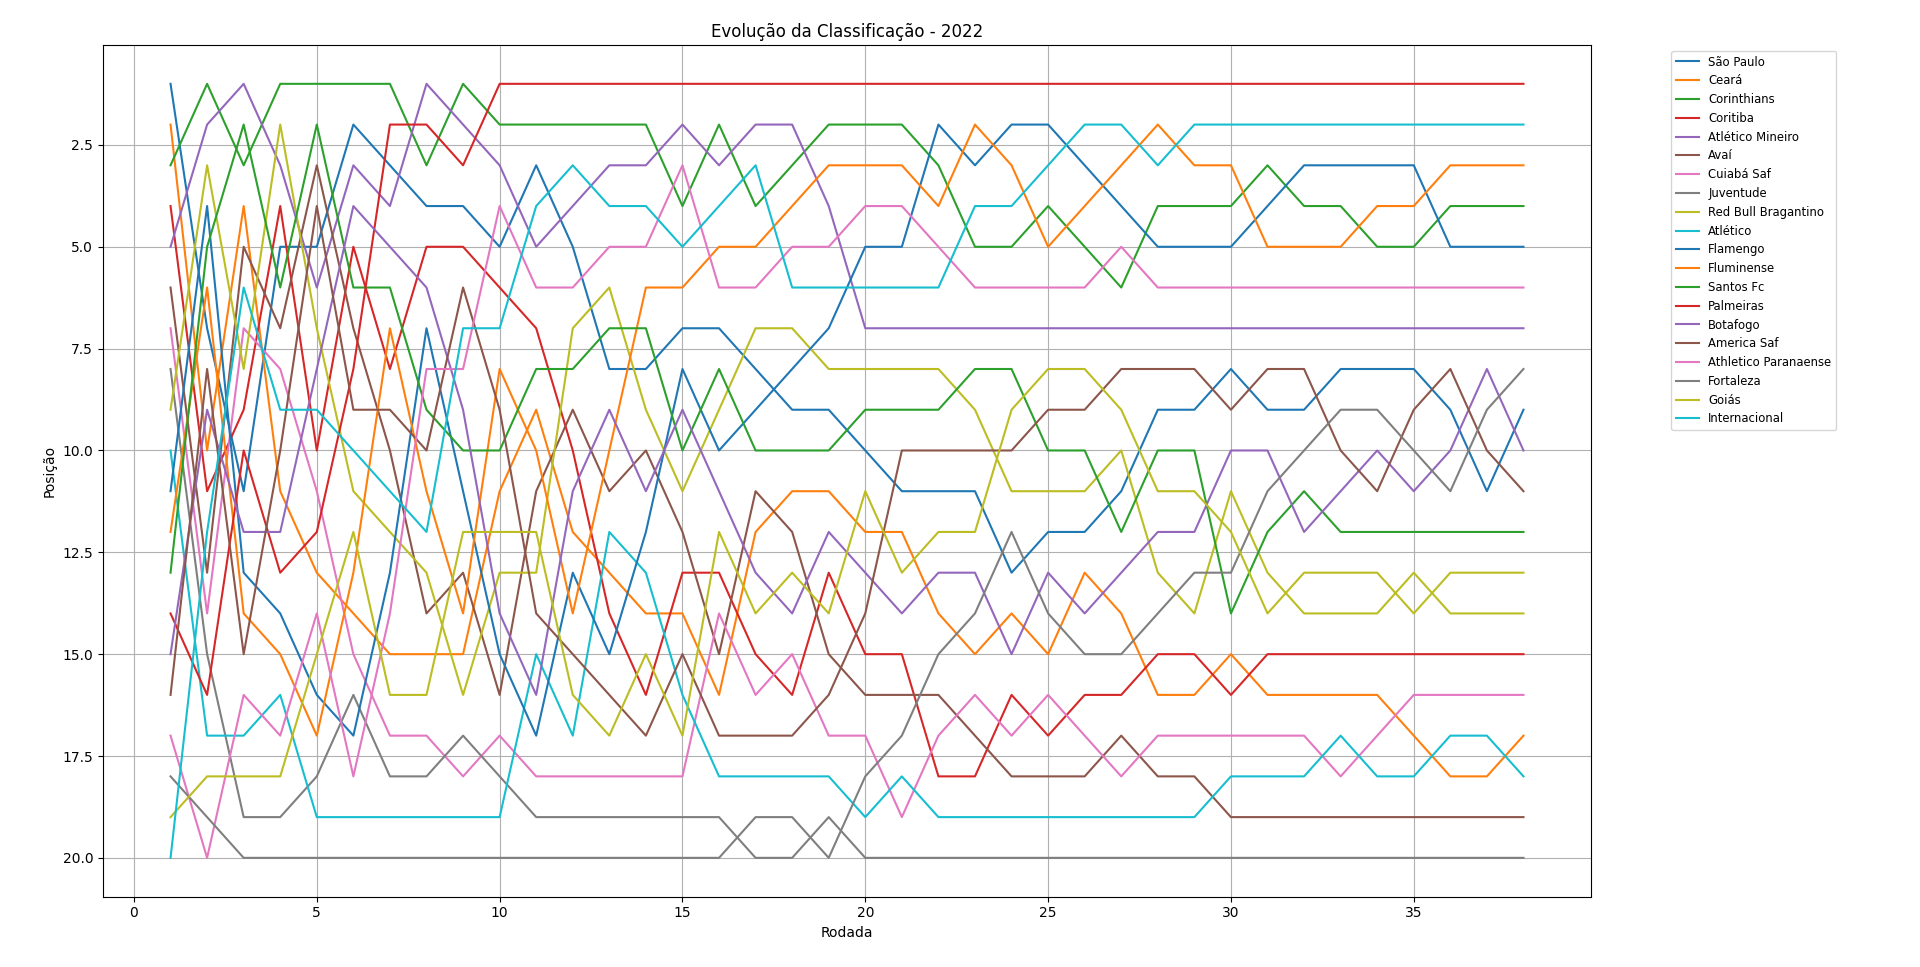 Evolução da Classificação - 2022
Posição
2.5
5.0
7.5
10.0
12.5
15.0
17.5
20.0
0 5 10 15 20 25 30 35
Rodada
São Paulo
Ceará
Corinthians
Coritiba
Atlético Mineiro
Avaí
Cuiabá Saf
Juventude
Red Bull Bragantino
Atlético
Flamengo
Fluminense
Santos Fc
Palmeiras
Botafogo
America Saf
Athletico Paranaense
Fortaleza
Goiás
Internacional